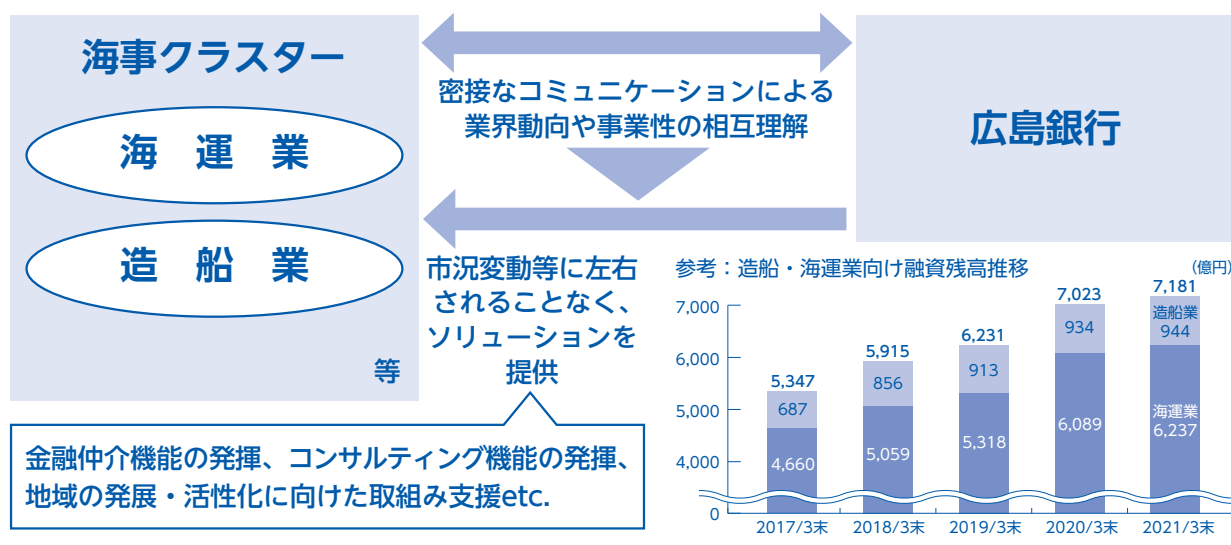 海事クラスター
海　運　業
造　船　業
等
密接なコミュニケーションによる
業界動向や事業性の相互理解
広島銀行
市況変動等に左右
されることなく、
ソリューションを
提供
金融仲介機能の発揮、コンサルティング機能の発揮、
地域の発展・活性化に向けた取組み支援etc.
参考：造船・海運業向け融資残高推移
(億円)
7,000
6,000
5,000
4,000
0
5,347
687
4,660
5,915
856
5,059
6,231
913
5,318
7,023
934
6,089
7,181
造船業
944
海運業
6,237
2017/3末
2018/3末
2019/3末
2020/3末
2021/3末